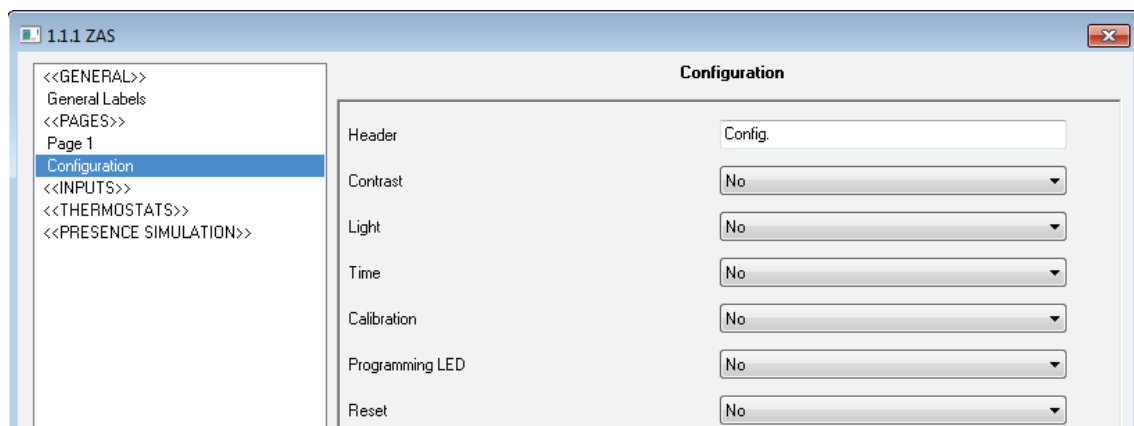 1.1.1 ZAS
<<GENERAL>>
General Labels
<<PAGES>>
Page 1
Configuration
<<INPUTS>>
<<THERMOSTATS>>
<<PRESENCE SIMULATION>>
Configuration
Header Config.
Contrast No
Light No
Time No
Calibration No
Programming LED No
Reset No